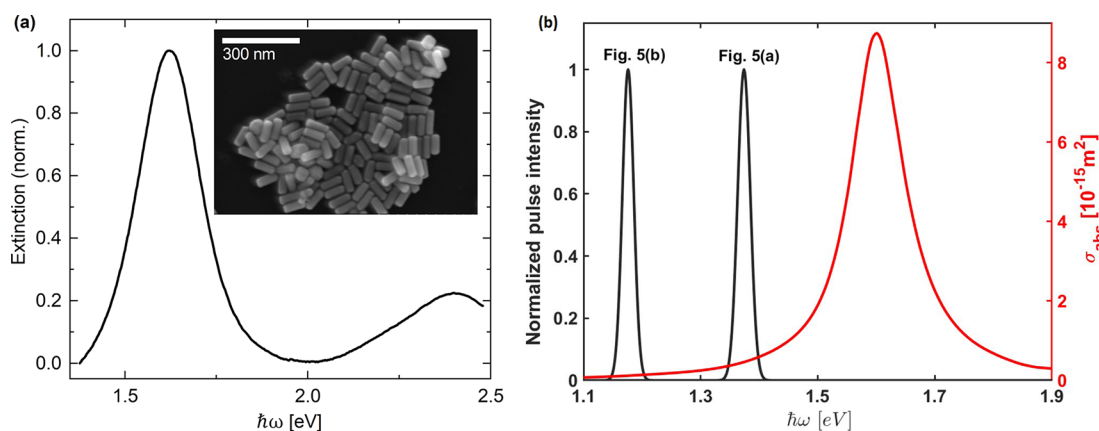 (a)
1.0
0.8
0.6
0.4
0.2
0.0
Extinction (norm.)
300 nm
1.5
2.0
2.5
ħω [eV]
(b)
Fig. 5(b)
Fig. 5(a)
1
0.8
0.6
0.4
0.2
0
Normalized pulse intensity
8
6
4
2
0
σabs [10-15m2]
1.1
1.3
1.5
1.7
1.9
ħω [eV]